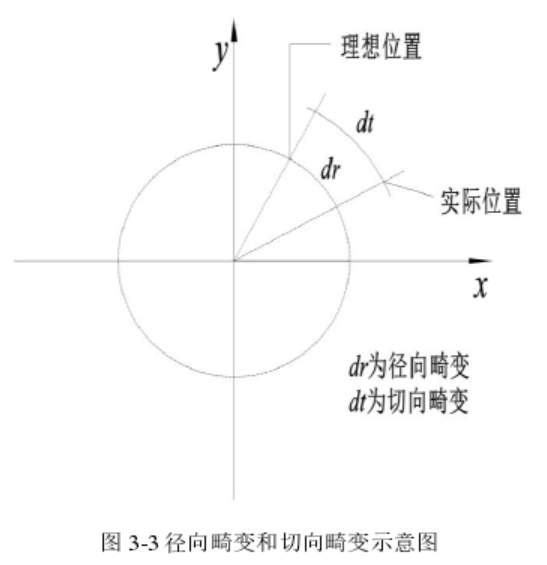 y
理想位置
dt
dr
实际位置
x
dr为径向畸变
dt为切向畸变
图 3-3 径向畸变和切向畸变示意图